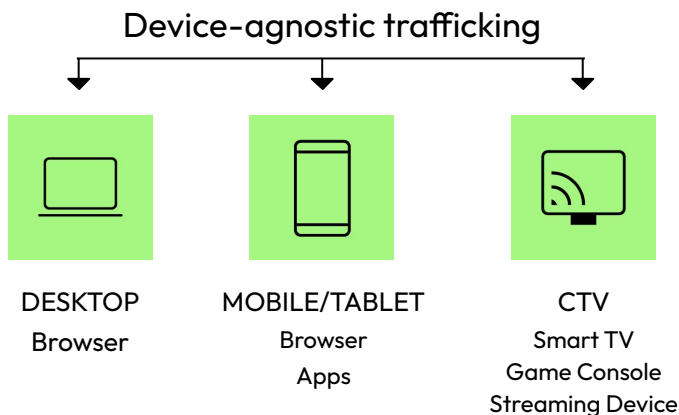 Device-agnostic trafficking
DESKTOP
Browser
MOBILE/TABLET
Browser
Apps
CTV
Smart TV
Game Console
Streaming Device